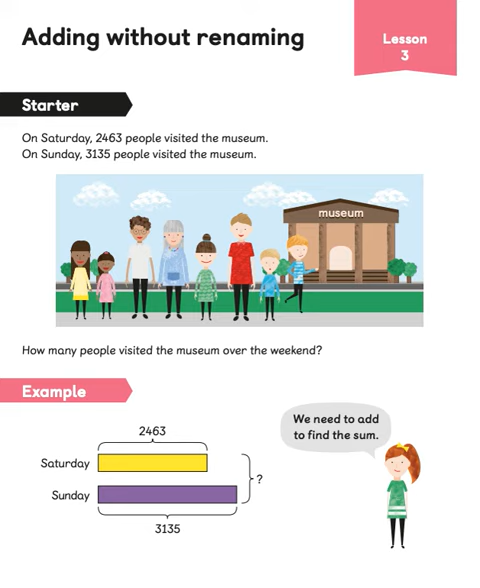 Adding without renaming
Lesson
3
Starter
On Saturday, 2463 people visited the museum.
On Sunday, 3135 people visited the museum.
museum
How many people visited the museum over the weekend?
Example
We need to add
to find the sum.
2463
Saturday
Sunday
?
3135